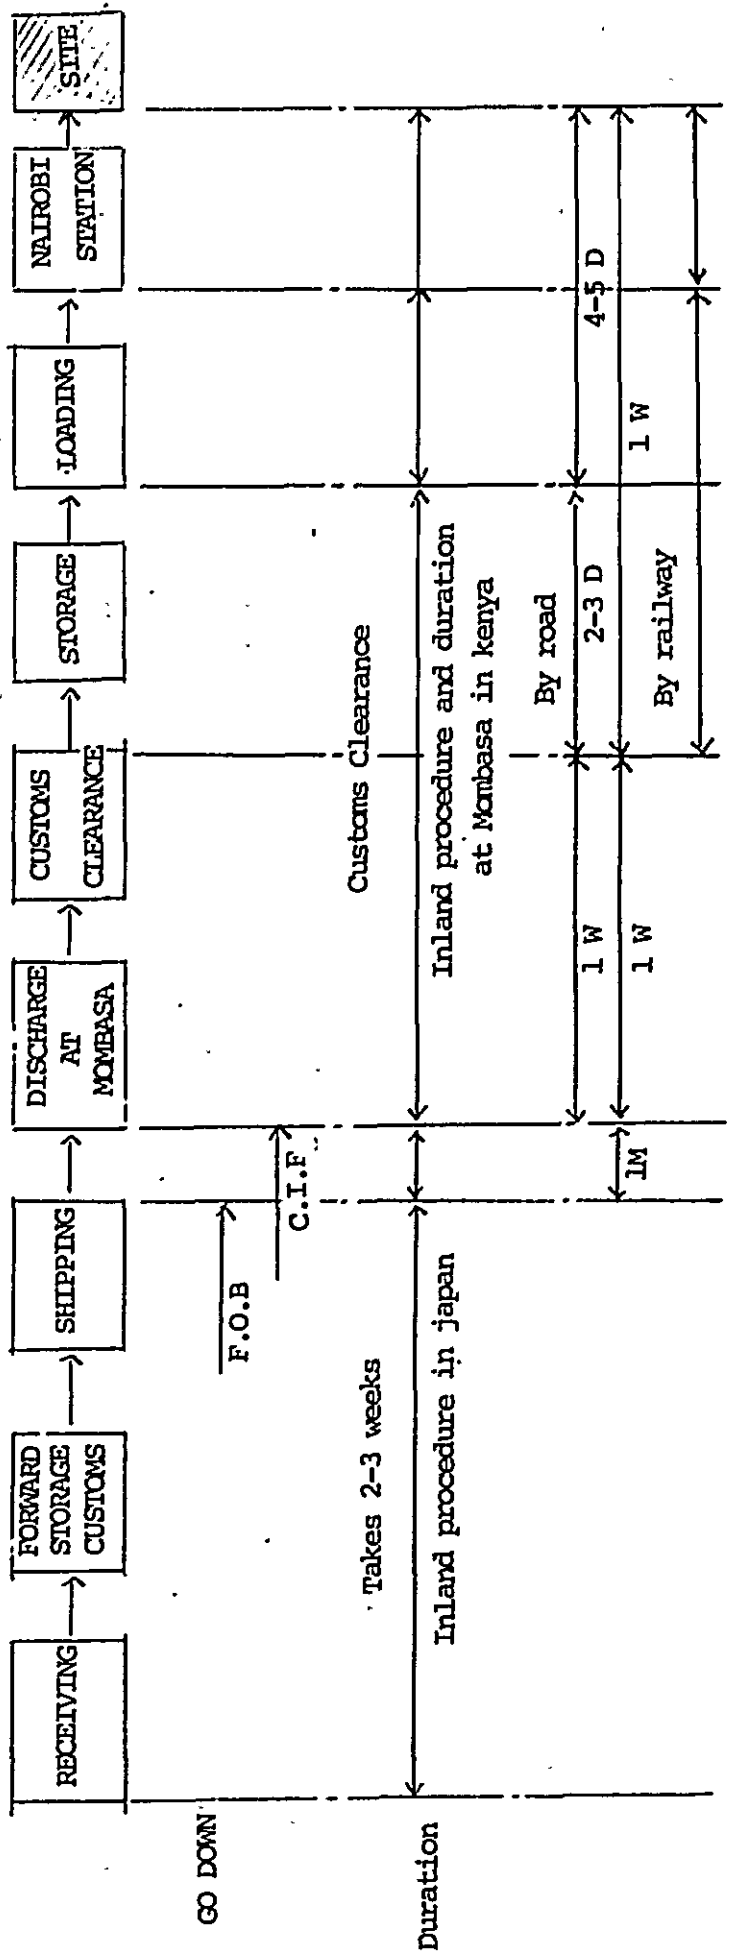 RECEIVING
FORWARD
STORAGE
CUSTOMS
SHIPPING
DISCHARGE
AT
MOMBASA
CUSTOMS
CLEARANCE
STORAGE
LOADING
NAIROBI
STATION
SITE
GO DOWN
F.O.B
C.I.F
Duration
Takes 2-3 weeks
Inland procedure in japan
Customs Clearance
Inland procedure and duration
at Mombasa in kenya
By road
1 W
2-3 D
4-5 D
1M
1 W
1 W
By railway